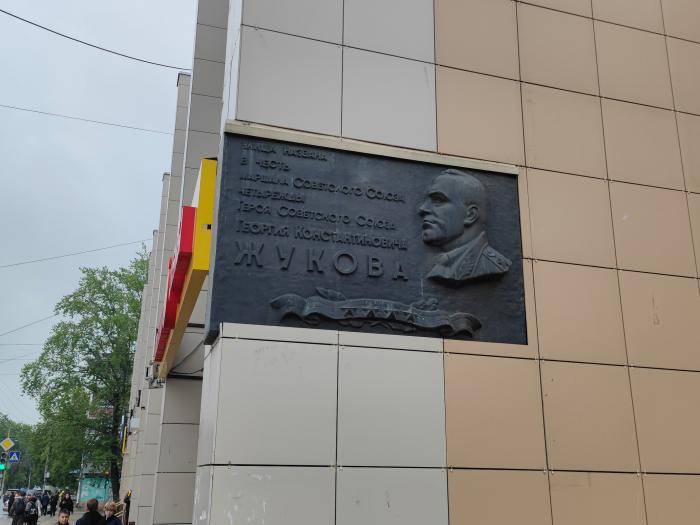 УЛИЦА НАЗВАНА
В ЧЕСТЬ
МАРШАЛА СОВЕТСКОГО СОЮЗА
ЧЕТЫРЕЖДЫ
ГЕРОЯ СОВЕТСКОГО СОЮЗА
ГЕОРГИЯ КОНСТАНТИНОВИЧА
ЖУКОВА